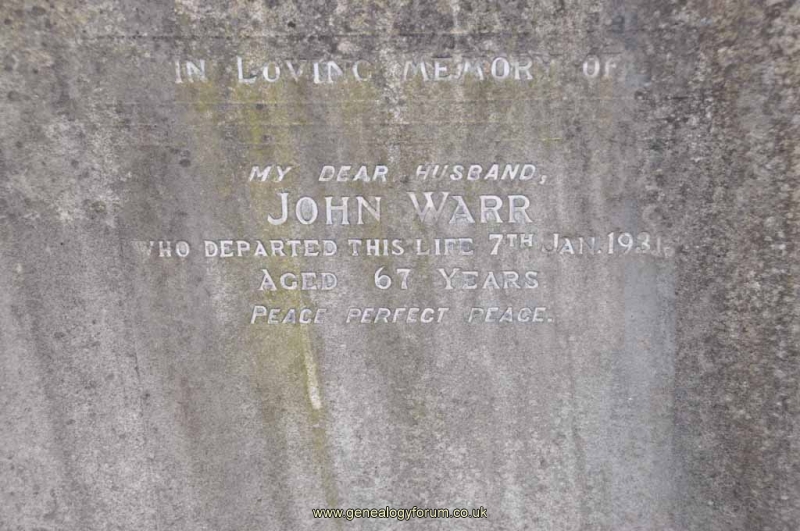 IN LOVING MEMORY OF
MY DEAR HUSBAND,
JOHN WARR
WHO DEPARTED THIS LIFE 7TH JAN. 1931,
AGED 67 YEARS.
PEACE PERFECT PEACE.
www.genealogyforum.co.uk